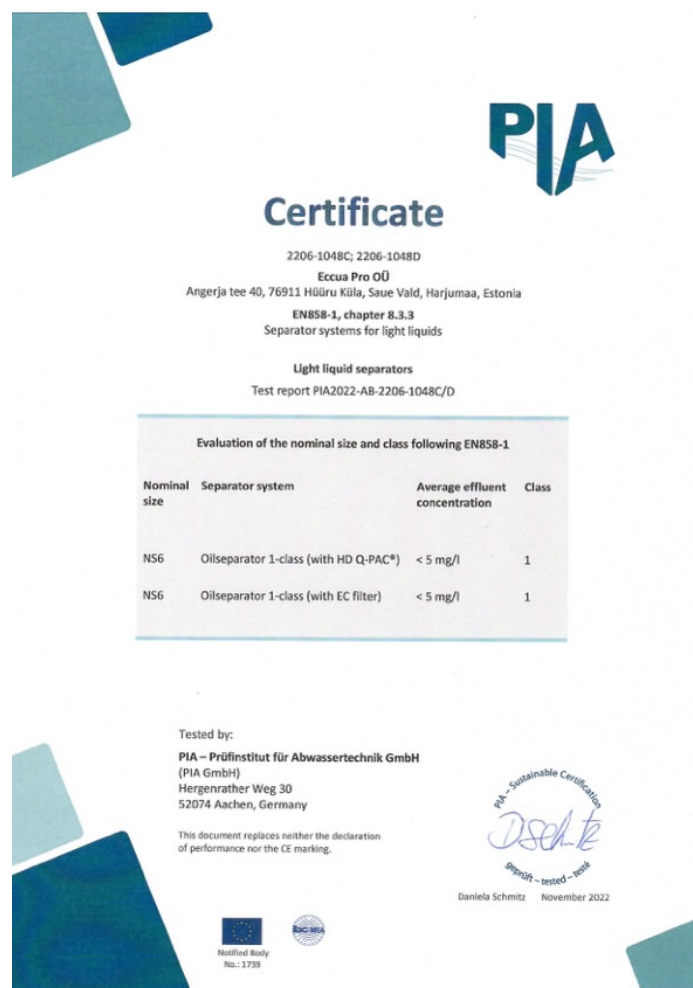 PIA
Certificate
2206-1048C; 2206-1048D
Eccua Pro OÜ
Angerja tee 40, 76911 Hüüru Küla, Saue Vald, Harjumaa, Estonia
EN858-1, chapter 8.3.3
Separator systems for light liquids
Light liquid separators
Test report PIA2022-AB-2206-1048C/D
Evaluation of the nominal size and class following EN858-1
Nominal size Separator system Average effluent concentration Class
NS6 Oilseparator 1-class (with HD Q-PAC®) < 5 mg/l 1
NS6 Oilseparator 1-class (with EC filter) < 5 mg/l 1
Tested by:
PIA – Prüfinstitut für Abwassertechnik GmbH
(PIA GmbH)
Hergenrather Weg 30
52074 Aachen, Germany
This document replaces neither the declaration
of performance nor the CE marking.
PIA – Sustainable Certification
D.Schmitz
geprüft – tested – testé
Daniela Schmitz November 2022
Notified Body
No.: 1739